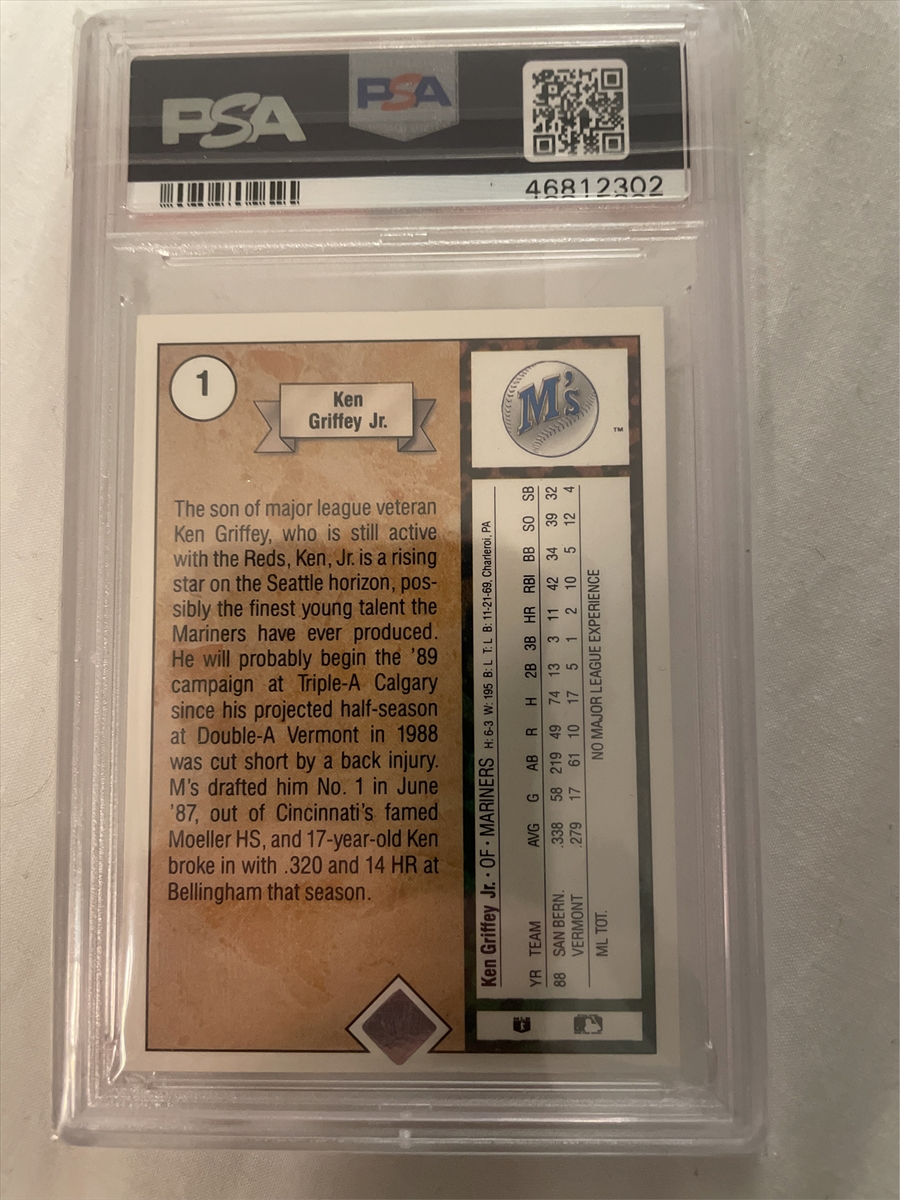 PSA
PSA
46812302
1
Ken
Griffey Jr.
M's
TM
The son of major league veteran
Ken Griffey, who is still active
with the Reds, Ken, Jr. is a rising
star on the Seattle horizon, pos-
sibly the finest young talent the
Mariners have ever produced.
He will probably begin the '89
campaign at Triple-A Calgary
since his projected half-season
at Double-A Vermont in 1988
was cut short by a back injury.
M's drafted him No. 1 in June
'87, out of Cincinnati's famed
Moeller HS, and 17-year-old Ken
broke in with .320 and 14 HR at
Bellingham that season.
Ken Griffey Jr. • OF • MARINERS H: 6-3 W: 195 B: L T: L B: 11-21-69, Charleroi, PA
YR TEAM AVG G AB R H 2B 3B HR RBI BB SO SB
88 SAN BERN. .338 58 219 49 74 13 3 11 42 34 39 32
VERMONT .279 17 61 10 17 5 1 2 10 5 12 4
ML TOT. NO MAJOR LEAGUE EXPERIENCE